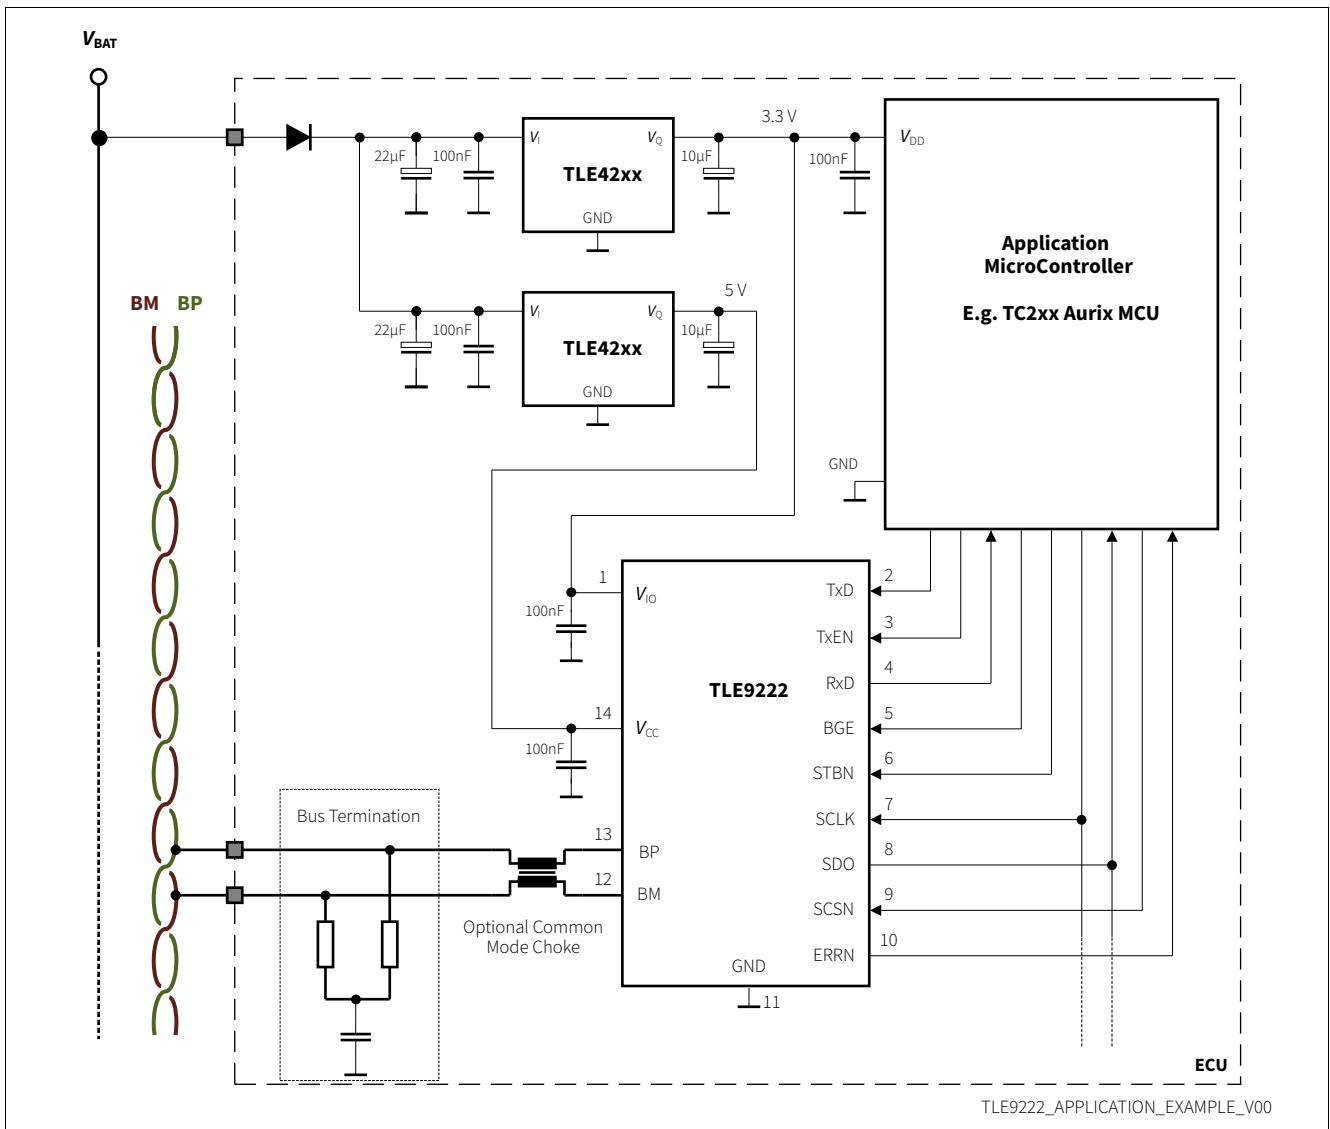 VBAT
3.3 V
22µF
100nF
VI
VQ
TLE42xx
GND
10µF
100nF
VDD
Application
MicroController
E.g. TC2xx Aurix MCU
GND
BM BP
5 V
22µF
100nF
VI
VQ
TLE42xx
GND
10µF
1
VIO
100nF
14
VCC
100nF
TLE9222
TxD
2
TxEN
3
RxD
4
BGE
5
STBN
6
SCLK
7
SDO
8
SCSN
9
ERRN
10
Bus Termination
13
BP
12
BM
Optional Common
Mode Choke
GND
11
ECU
TLE9222_APPLICATION_EXAMPLE_V00